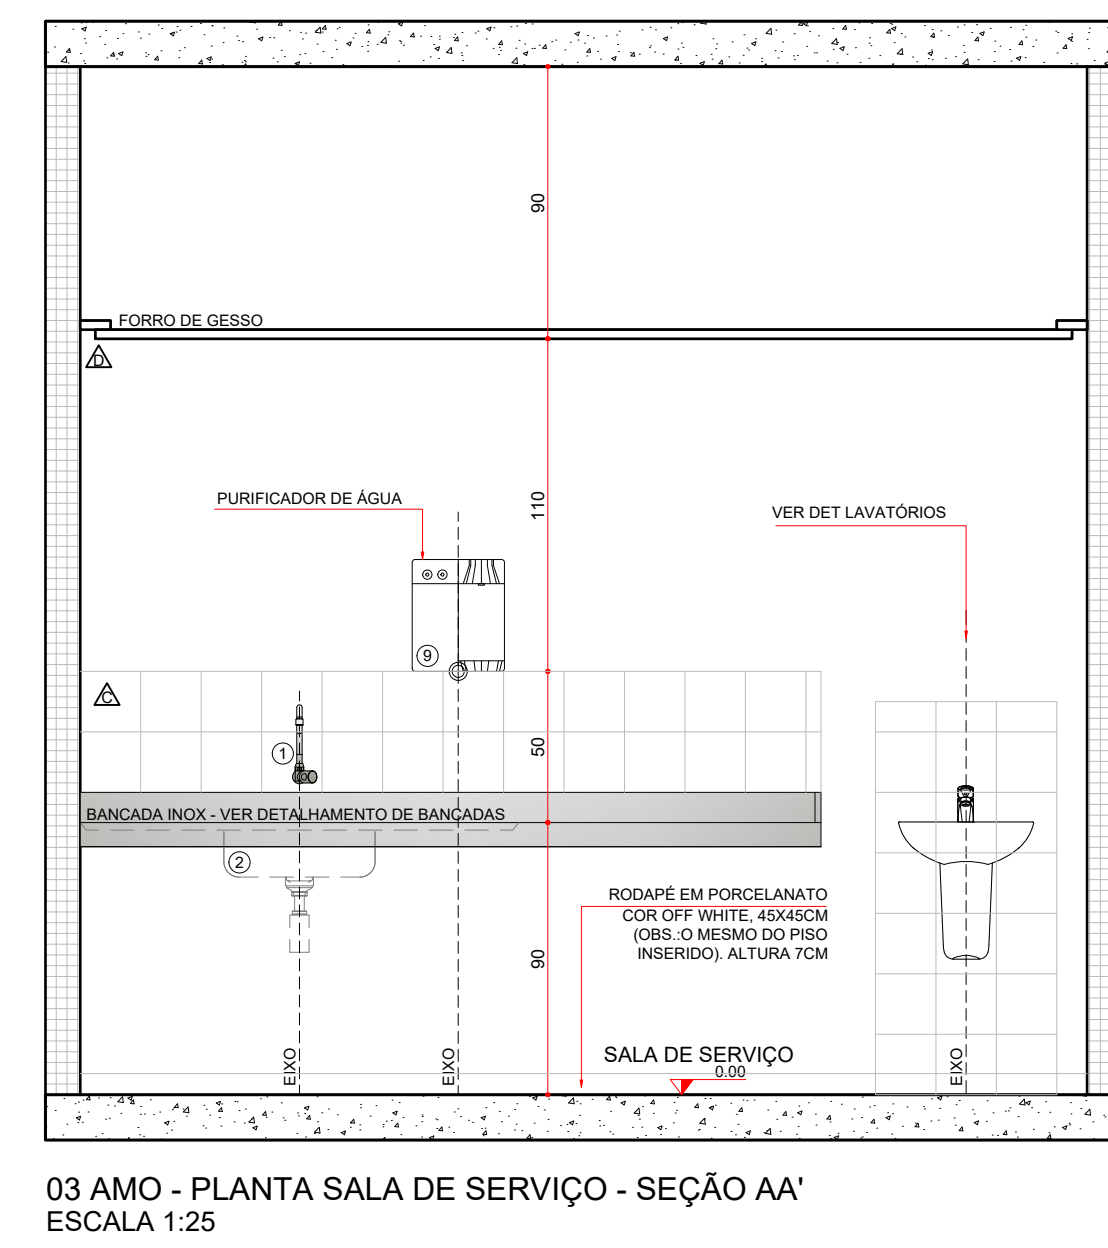 90
FORRO DE GESSO
D
110
PURIFICADOR DE ÁGUA
VER DET LAVATÓRIOS
9
C
1
50
BANCADA INOX - VER DETALHAMENTO DE BANCADAS
2
RODAPÉ EM PORCELANATO
COR OFF WHITE, 45X45CM
(OBS.:O MESMO DO PISO
INSERIDO). ALTURA 7CM
90
EIXO
EIXO
SALA DE SERVIÇO
0.00
EIXO
03 AMO - PLANTA SALA DE SERVIÇO - SEÇÃO AA'
ESCALA 1:25